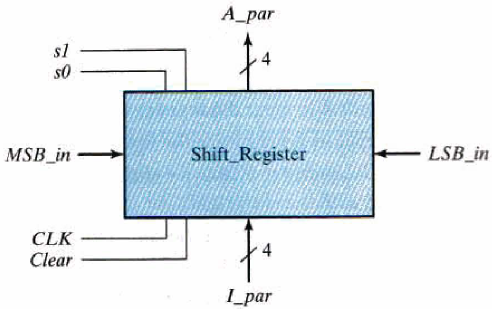 A_par
s1
s0
4
MSB_in
Shift_Register
LSB_in
CLK
Clear
4
I_par